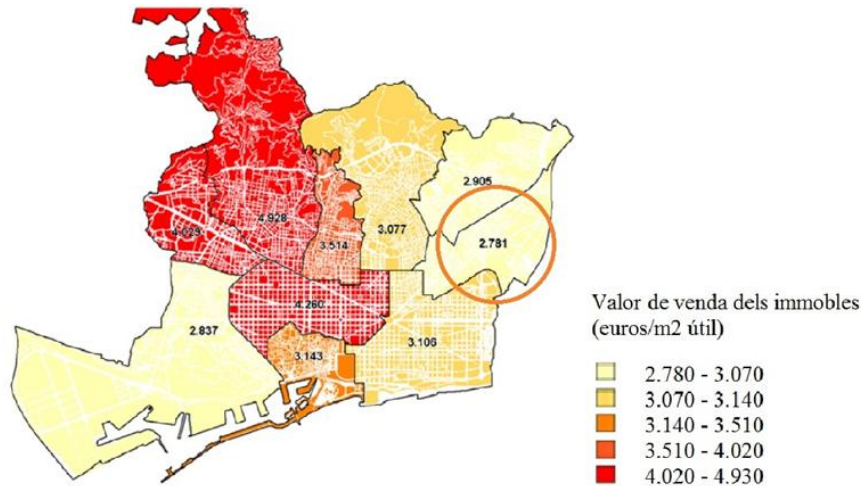 2.905
4.928
4.029
3.077
3.514
2.781
4.260
2.837
3.106
3.143
Valor de venda dels immobles
(euros/m2 útil)
2.780 - 3.070
3.070 - 3.140
3.140 - 3.510
3.510 - 4.020
4.020 - 4.930